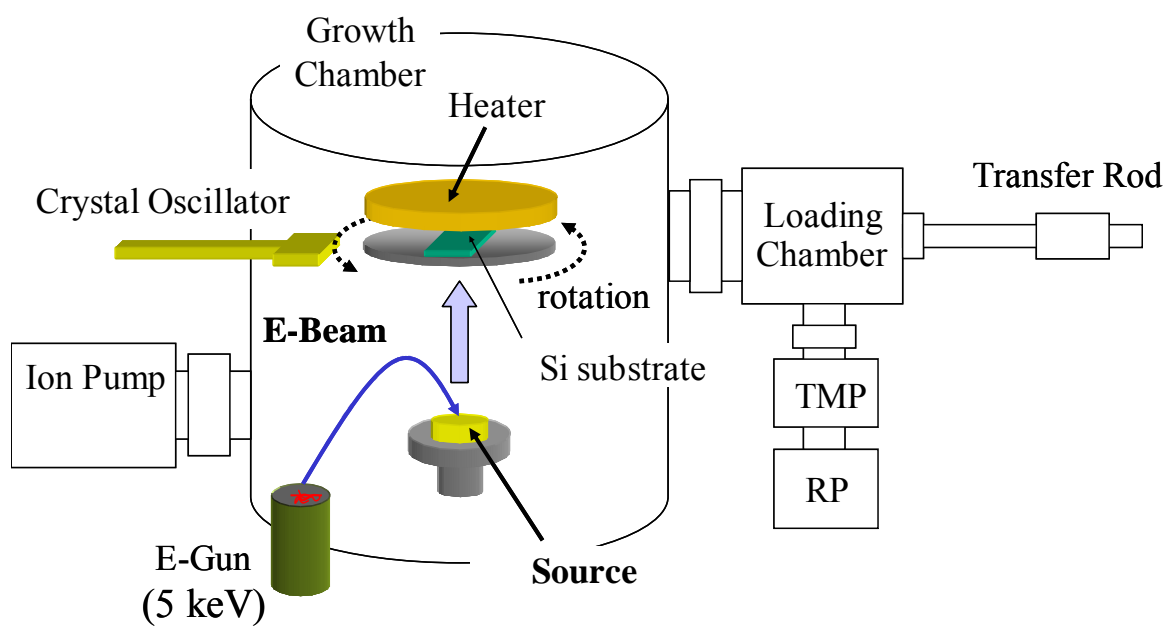 Growth
Chamber
Heater
Crystal Oscillator
Transfer Rod
Loading
Chamber
rotation
E-Beam
Si substrate
Ion Pump
TMP
RP
E-Gun
(5 keV)
Source